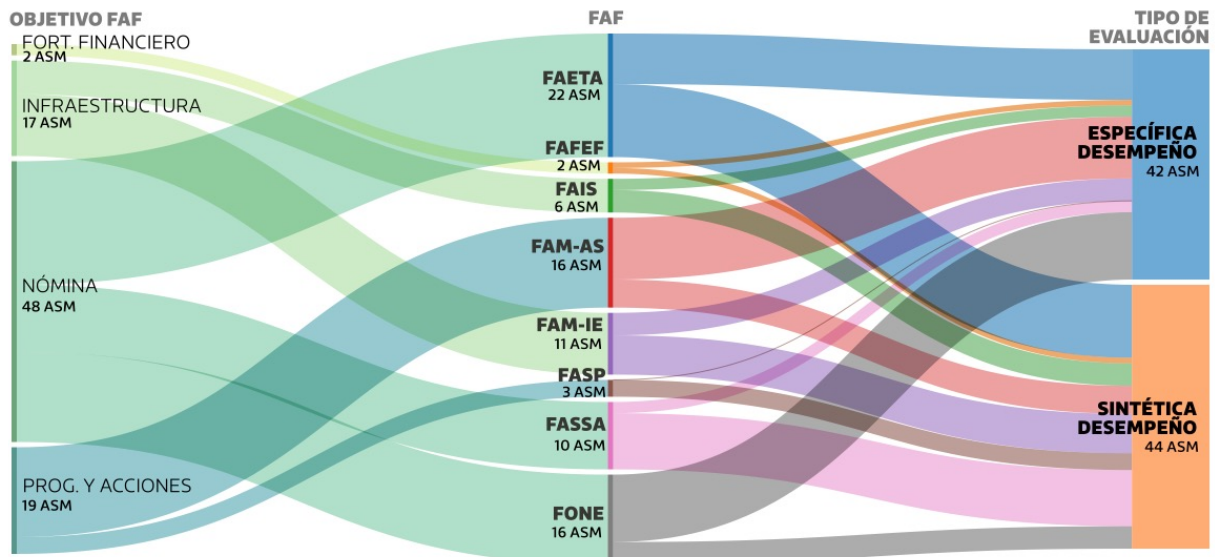 OBJETIVO FAF
FORT. FINANCIERO
2 ASM
INFRAESTRUCTURA
17 ASM
NÓMINA
48 ASM
PROG. Y ACCIONES
19 ASM
FAF
FAETA
22 ASM
FAFEF
2 ASM
FAIS
6 ASM
FAM-AS
16 ASM
FAM-IE
11 ASM
FASP
3 ASM
FASSA
10 ASM
FONE
16 ASM
TIPO DE
EVALUACIÓN
ESPECÍFICA
DESEMPEÑO
42 ASM
SINTÉTICA
DESEMPEÑO
44 ASM